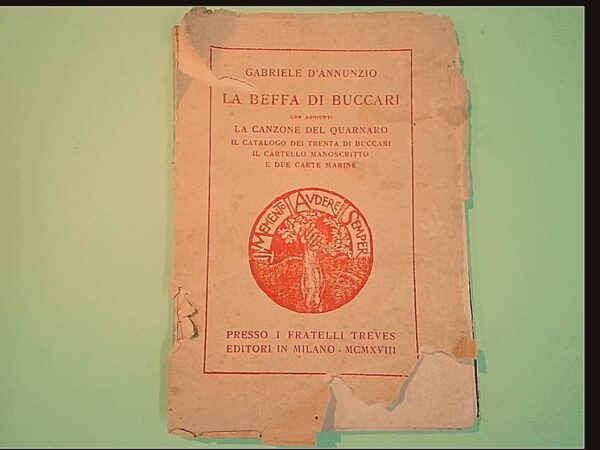 GABRIELE D'ANNUNZIO
LA BEFFA DI BUCCARI
CON AGGIUNTI
LA CANZONE DEL QUARNARO
IL CATALOGO DEI TRENTA DI BUCCARI
IL CARTELLO MANOSCRITTO
E DUE CARTE MARINE
MEMENTO AVDERE SEMPER
PRESSO I FRATELLI TREVES
EDITORI IN MILANO - MCMXVIII